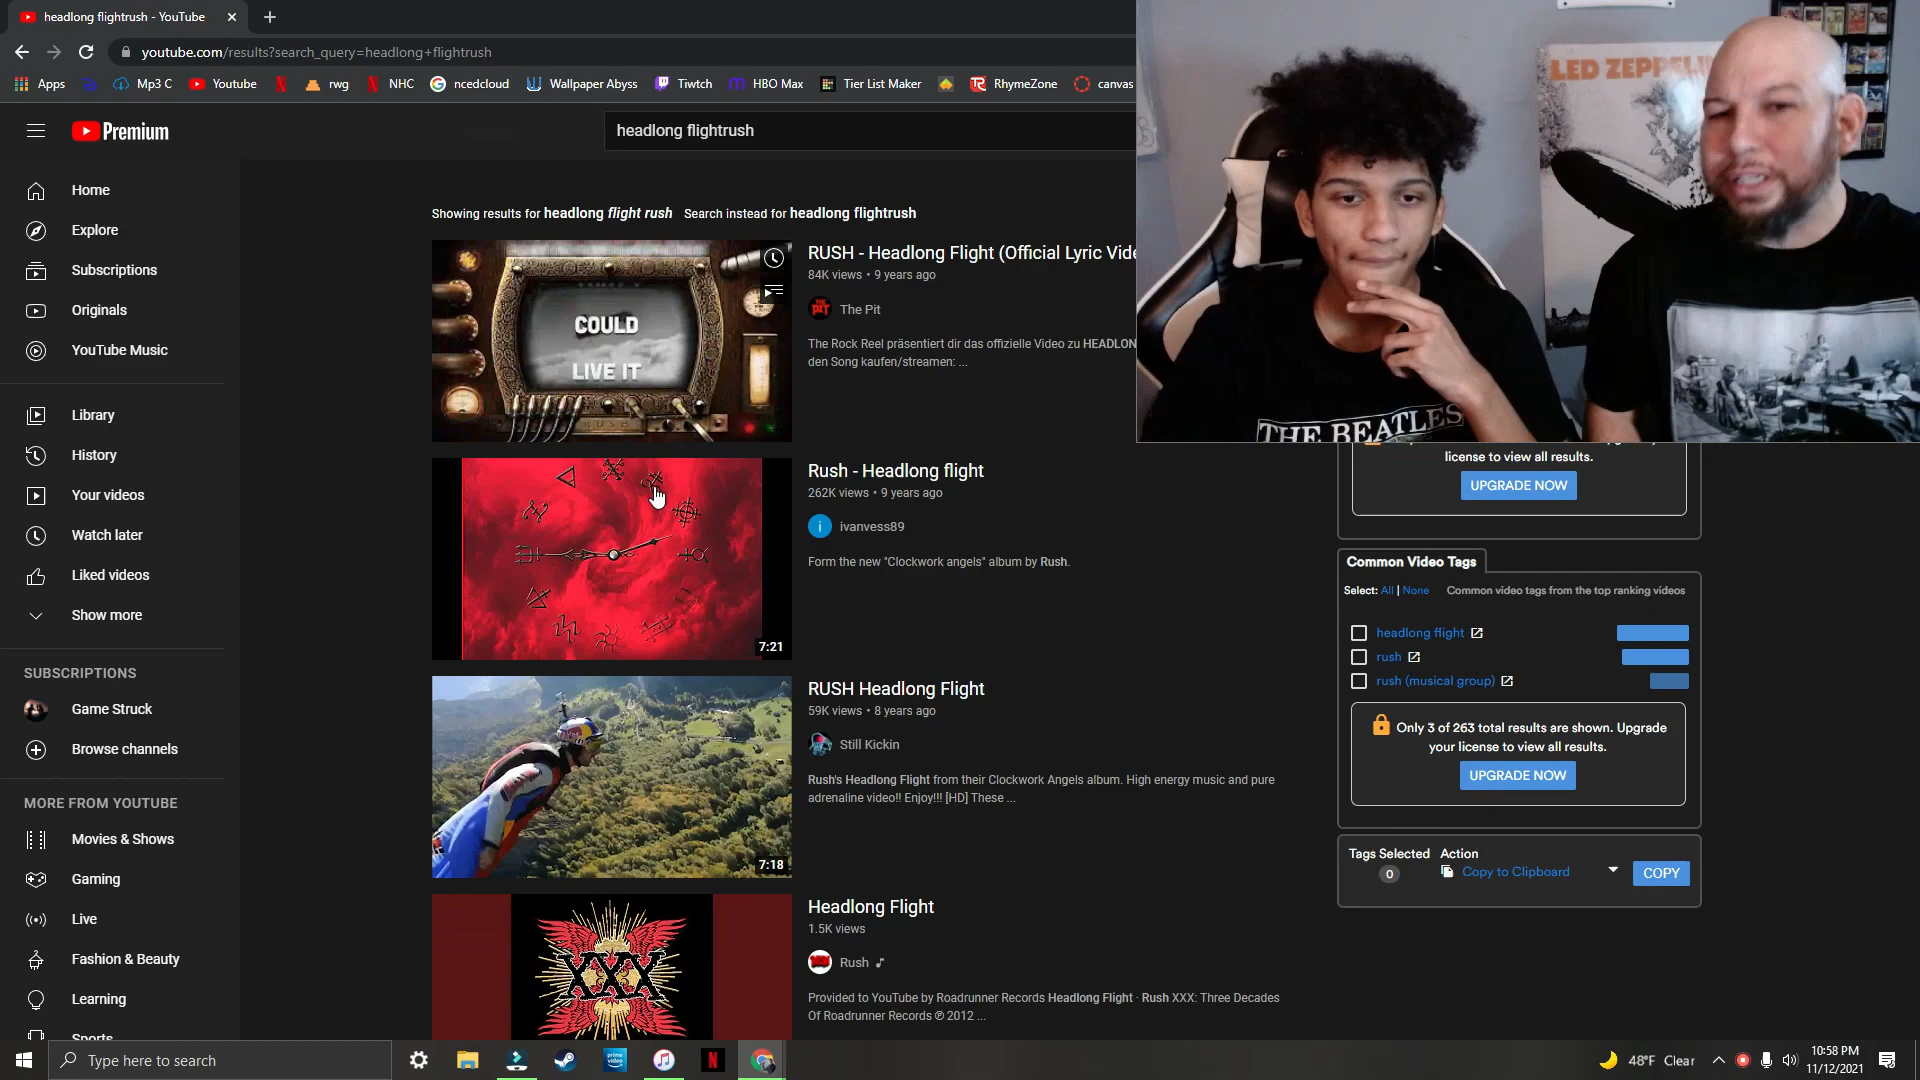 headlong flightrush - YouTube
youtube.com/results?search_query=headlong+flightrush
Apps
Mp3 C
Youtube
rwg
NHC
ncedcloud
Wallpaper Abyss
Tiwtch
HBO Max
Tier List Maker
RhymeZone
canvas
Premium
headlong flightrush
LED ZEPPELIN
THE BEATLES
Home
Explore
Subscriptions
Originals
YouTube Music
Library
History
Your videos
Watch later
Liked videos
Show more
SUBSCRIPTIONS
Game Struck
Browse channels
MORE FROM YOUTUBE
Movies & Shows
Gaming
Live
Fashion & Beauty
Learning
Sports
Showing results for headlong flight rush Search instead for headlong flightrush
COULD
LIVE IT
RUSH
RUSH - Headlong Flight (Official Lyric Vide
84K views • 9 years ago
THE PIT
The Pit
The Rock Reel präsentiert dir das offizielle Video zu HEADLON
den Song kaufen/streamen: ...
7:21
Rush - Headlong flight
262K views • 9 years ago
i
ivanvess89
Form the new "Clockwork angels" album by Rush.
7:18
RUSH Headlong Flight
59K views • 8 years ago
Still Kickin
Rush's Headlong Flight from their Clockwork Angels album. High energy music and pure
adrenaline video!! Enjoy!!! [HD] These ...
XXX
Headlong Flight
1.5K views
Rush
Provided to YouTube by Roadrunner Records Headlong Flight · Rush XXX: Three Decades
Of Roadrunner Records ℗ 2012 ...
license to view all results.
UPGRADE NOW
Common Video Tags
Select: All | None Common video tags from the top ranking videos
headlong flight
rush
rush (musical group)
Only 3 of 263 total results are shown. Upgrade
your license to view all results.
UPGRADE NOW
Tags Selected Action
0
Copy to Clipboard
COPY
Type here to search
prime video
48°F Clear
10:58 PM
11/12/2021